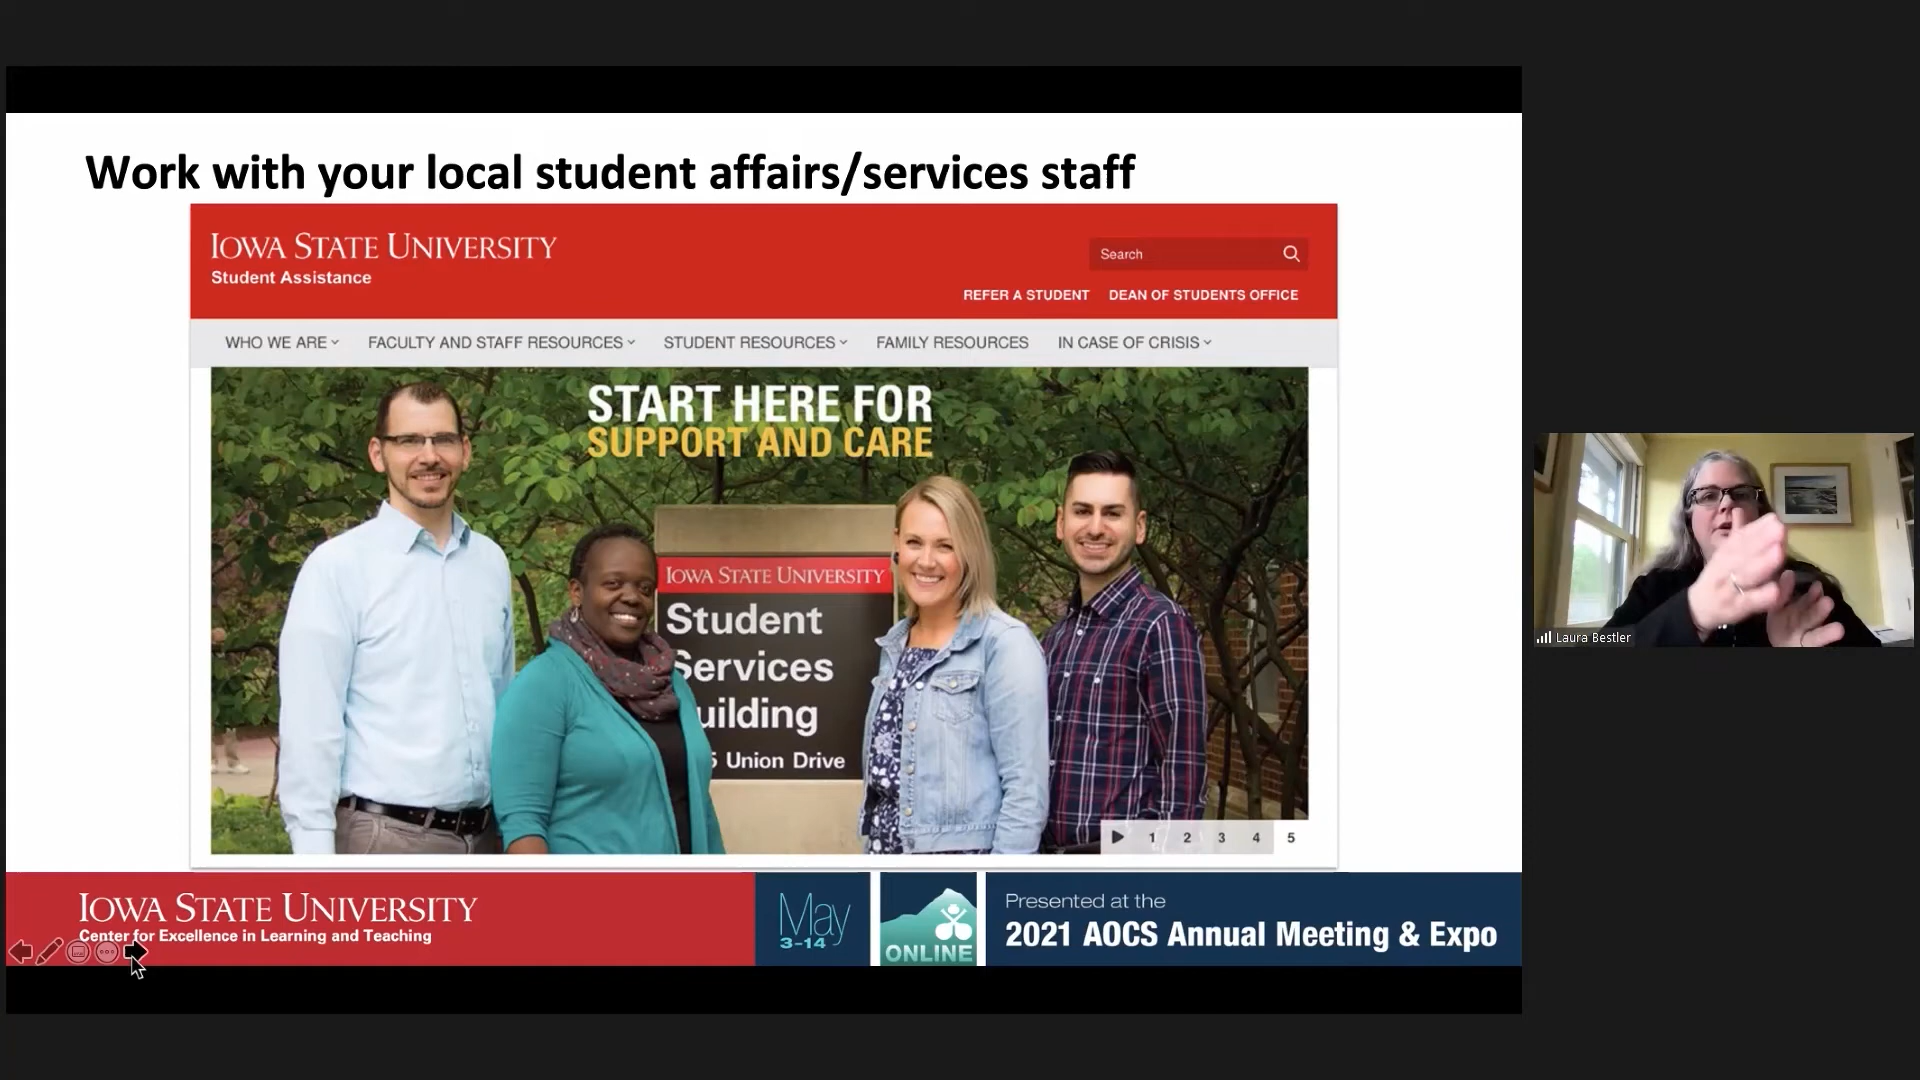 Work with your local student affairs/services staff
IOWA STATE UNIVERSITY
Student Assistance
Search
REFER A STUDENT DEAN OF STUDENTS OFFICE
WHO WE ARE FACULTY AND STAFF RESOURCES STUDENT RESOURCES FAMILY RESOURCES IN CASE OF CRISIS
START HERE FOR
SUPPORT AND CARE
IOWA STATE UNIVERSITY
Student
Services
uilding
5 Union Drive
1 2 3 4 5
Laura Bestler
IOWA STATE UNIVERSITY
Center for Excellence in Learning and Teaching
May
3-14
ONLINE
Presented at the
2021 AOCS Annual Meeting & Expo